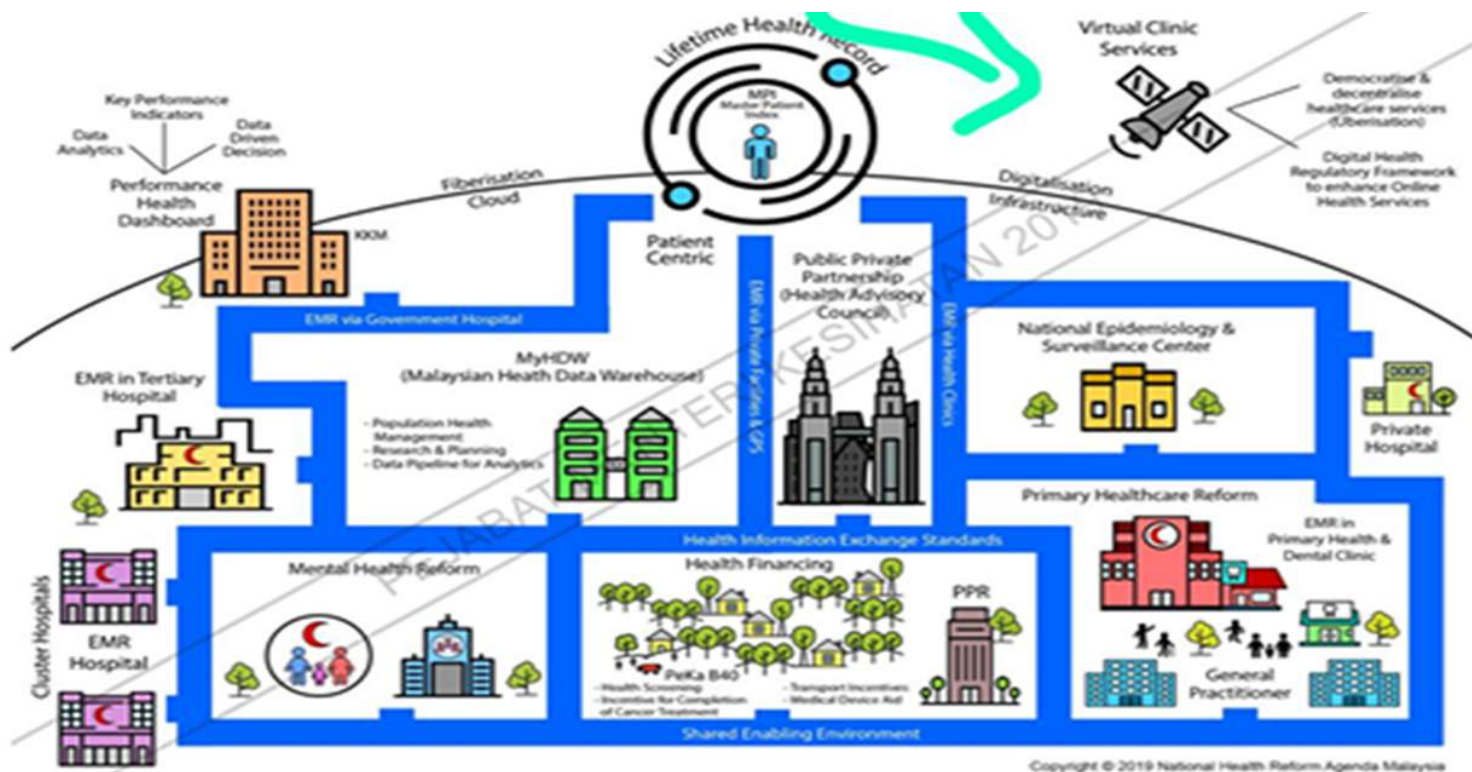 Lifetime Health Record
MPI
Master Patient
Index
Virtual Clinic
Services
Democratise &
decentralise
healthcare services
(Uberisation)
Digital Health
Regulatory Framework
to enhance Online
Health Services
Key Performance
Indicators
Data
Analytics
Data
Driven
Decision
Performance
Health
Dashboard
KKM
Fiberisation
Cloud
Digitalisation
Infrastructure
Patient
Centric
Public Private
Partnership
(Health Advisory
Council)
EMR via Government Hospital
EMR via Private Facilities & GPS
EMR via Health Clinics
National Epidemiology &
Surveillance Center
EMR in Tertiary
Hospital
MyHDW
(Malaysian Heath Data Warehouse)
- Population Health
Management
- Research & Planning
- Data Pipeline for Analytics
Private
Hospital
Primary Healthcare Reform
EMR in
Primary Health &
Dental Clinic
Health Information Exchange Standards
Mental Health Reform
Health Financing
PPR
Cluster Hospitals
EMR
Hospital
PeKa B40
- Health Screening
- Incentive for Completion
of Cancer Treatment
- Transport Incentives
- Medical Device Aid
General
Practitioner
Shared Enabling Environment
Copyright © 2019 National Health Reform Agenda Malaysia